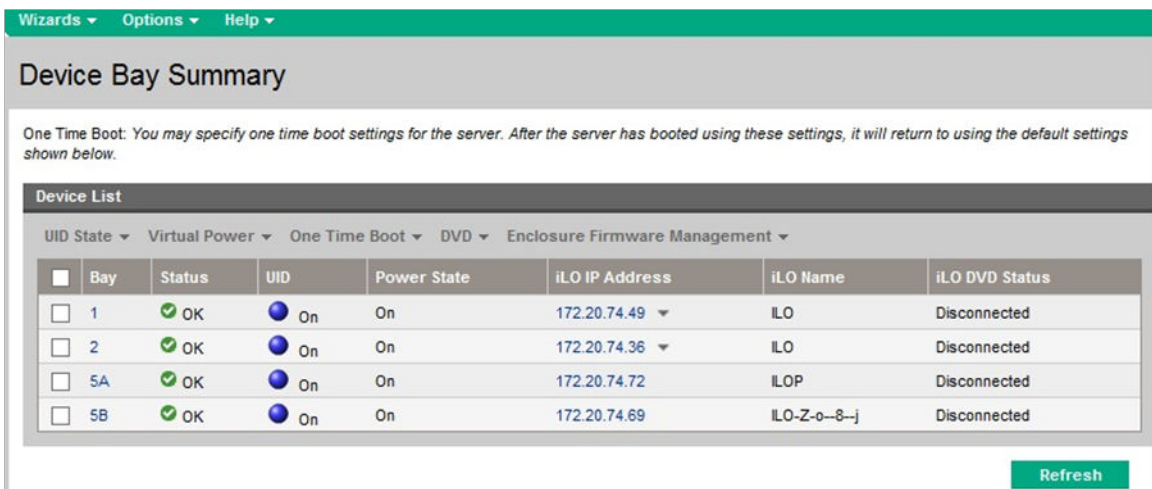 Wizards Options Help
Device Bay Summary
One Time Boot: You may specify one time boot settings for the server. After the server has booted using these settings, it will return to using the default settings
shown below.
Device List
UID State Virtual Power One Time Boot DVD Enclosure Firmware Management
Bay Status UID Power State iLO IP Address iLO Name iLO DVD Status
1 OK On On 172.20.74.49 ILO Disconnected
2 OK On On 172.20.74.36 ILO Disconnected
5A OK On On 172.20.74.72 ILOP Disconnected
5B OK On On 172.20.74.69 ILO-Z-o--8--j Disconnected
Refresh